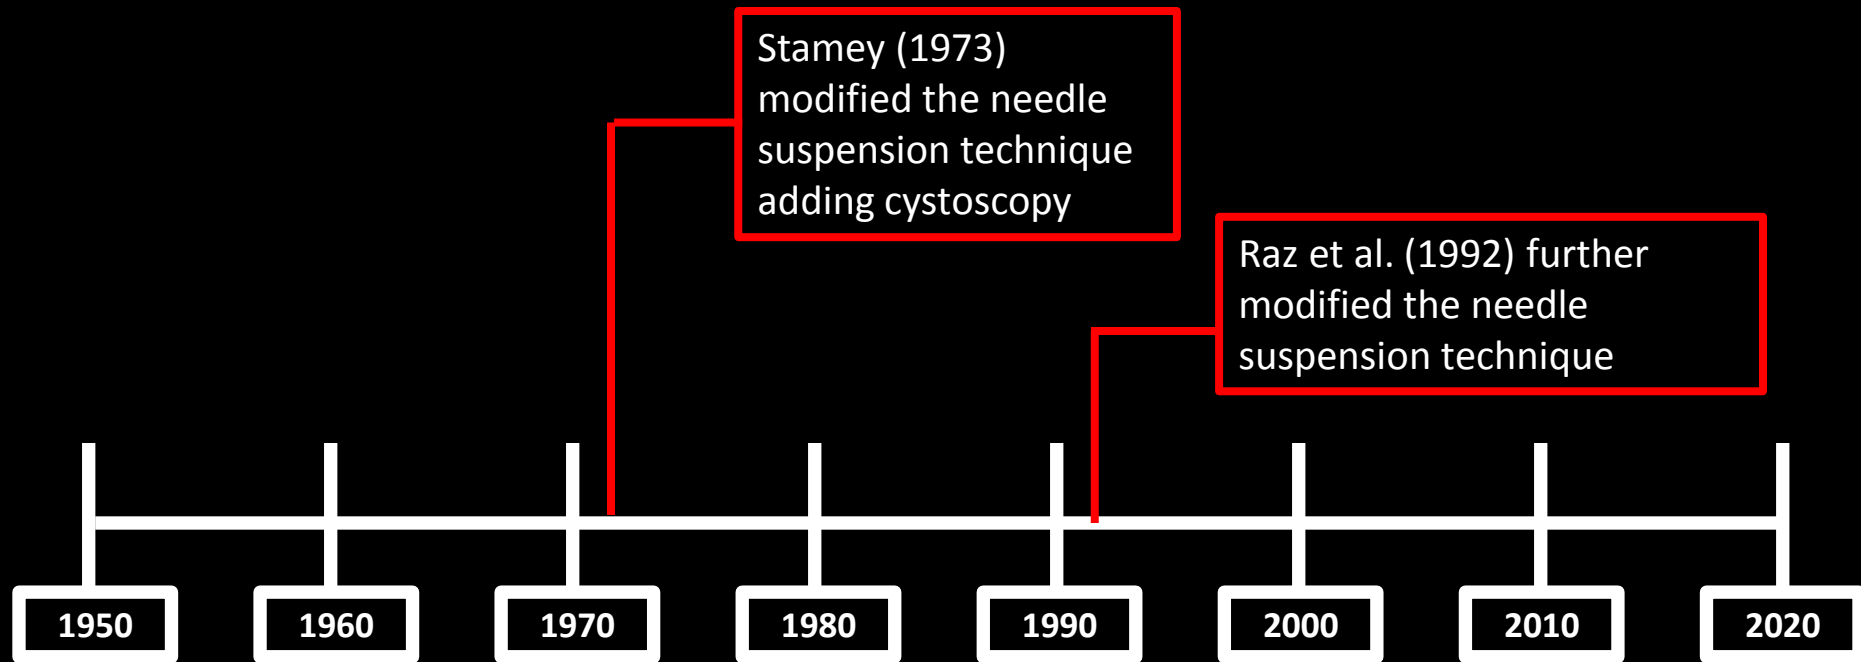 Stamey (1973)
modified the needle
suspension technique
adding cystoscopy
Raz et al. (1992) further
modified the needle
suspension technique
1950
1960
1970
1980
1990
2000
2010
2020